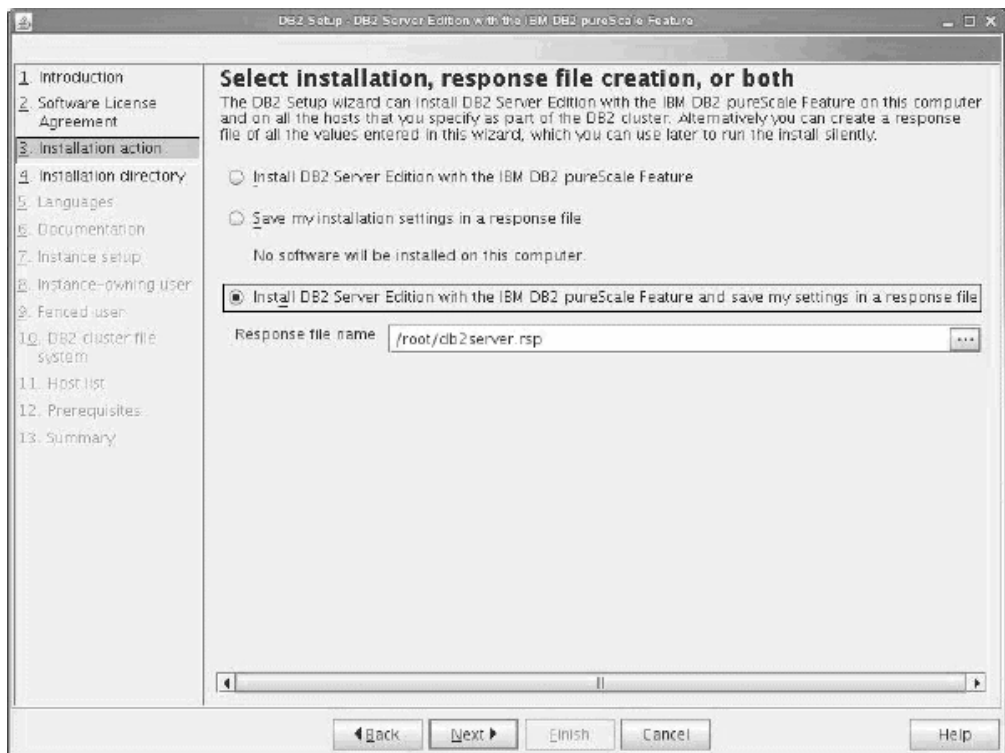 DB2 Setup - DB2 Server Edition with the IBM DB2 pureScale Feature
1. Introduction
2. Software License
Agreement
3. Installation action
4. Installation directory
5. Languages
6. Documentation
7. Instance setup
8. Instance-owning user
9. Fenced user
10. DB2 cluster file
system
11. Host list
12. Prerequisites
13. Summary
Select installation, response file creation, or both
The DB2 Setup wizard can install DB2 Server Edition with the IBM DB2 pureScale Feature on this computer
and on all the hosts that you specify as part of the DB2 cluster. Alternatively you can create a response
file of all the values entered in this wizard, which you can use later to run the install silently.
Install DB2 Server Edition with the IBM DB2 pureScale Feature
Save my installation settings in a response file
No software will be installed on this computer.
Install DB2 Server Edition with the IBM DB2 pureScale Feature and save my settings in a response file
Response file name
/root/db2server.rsp
...
Back
Next
Finish
Cancel
Help